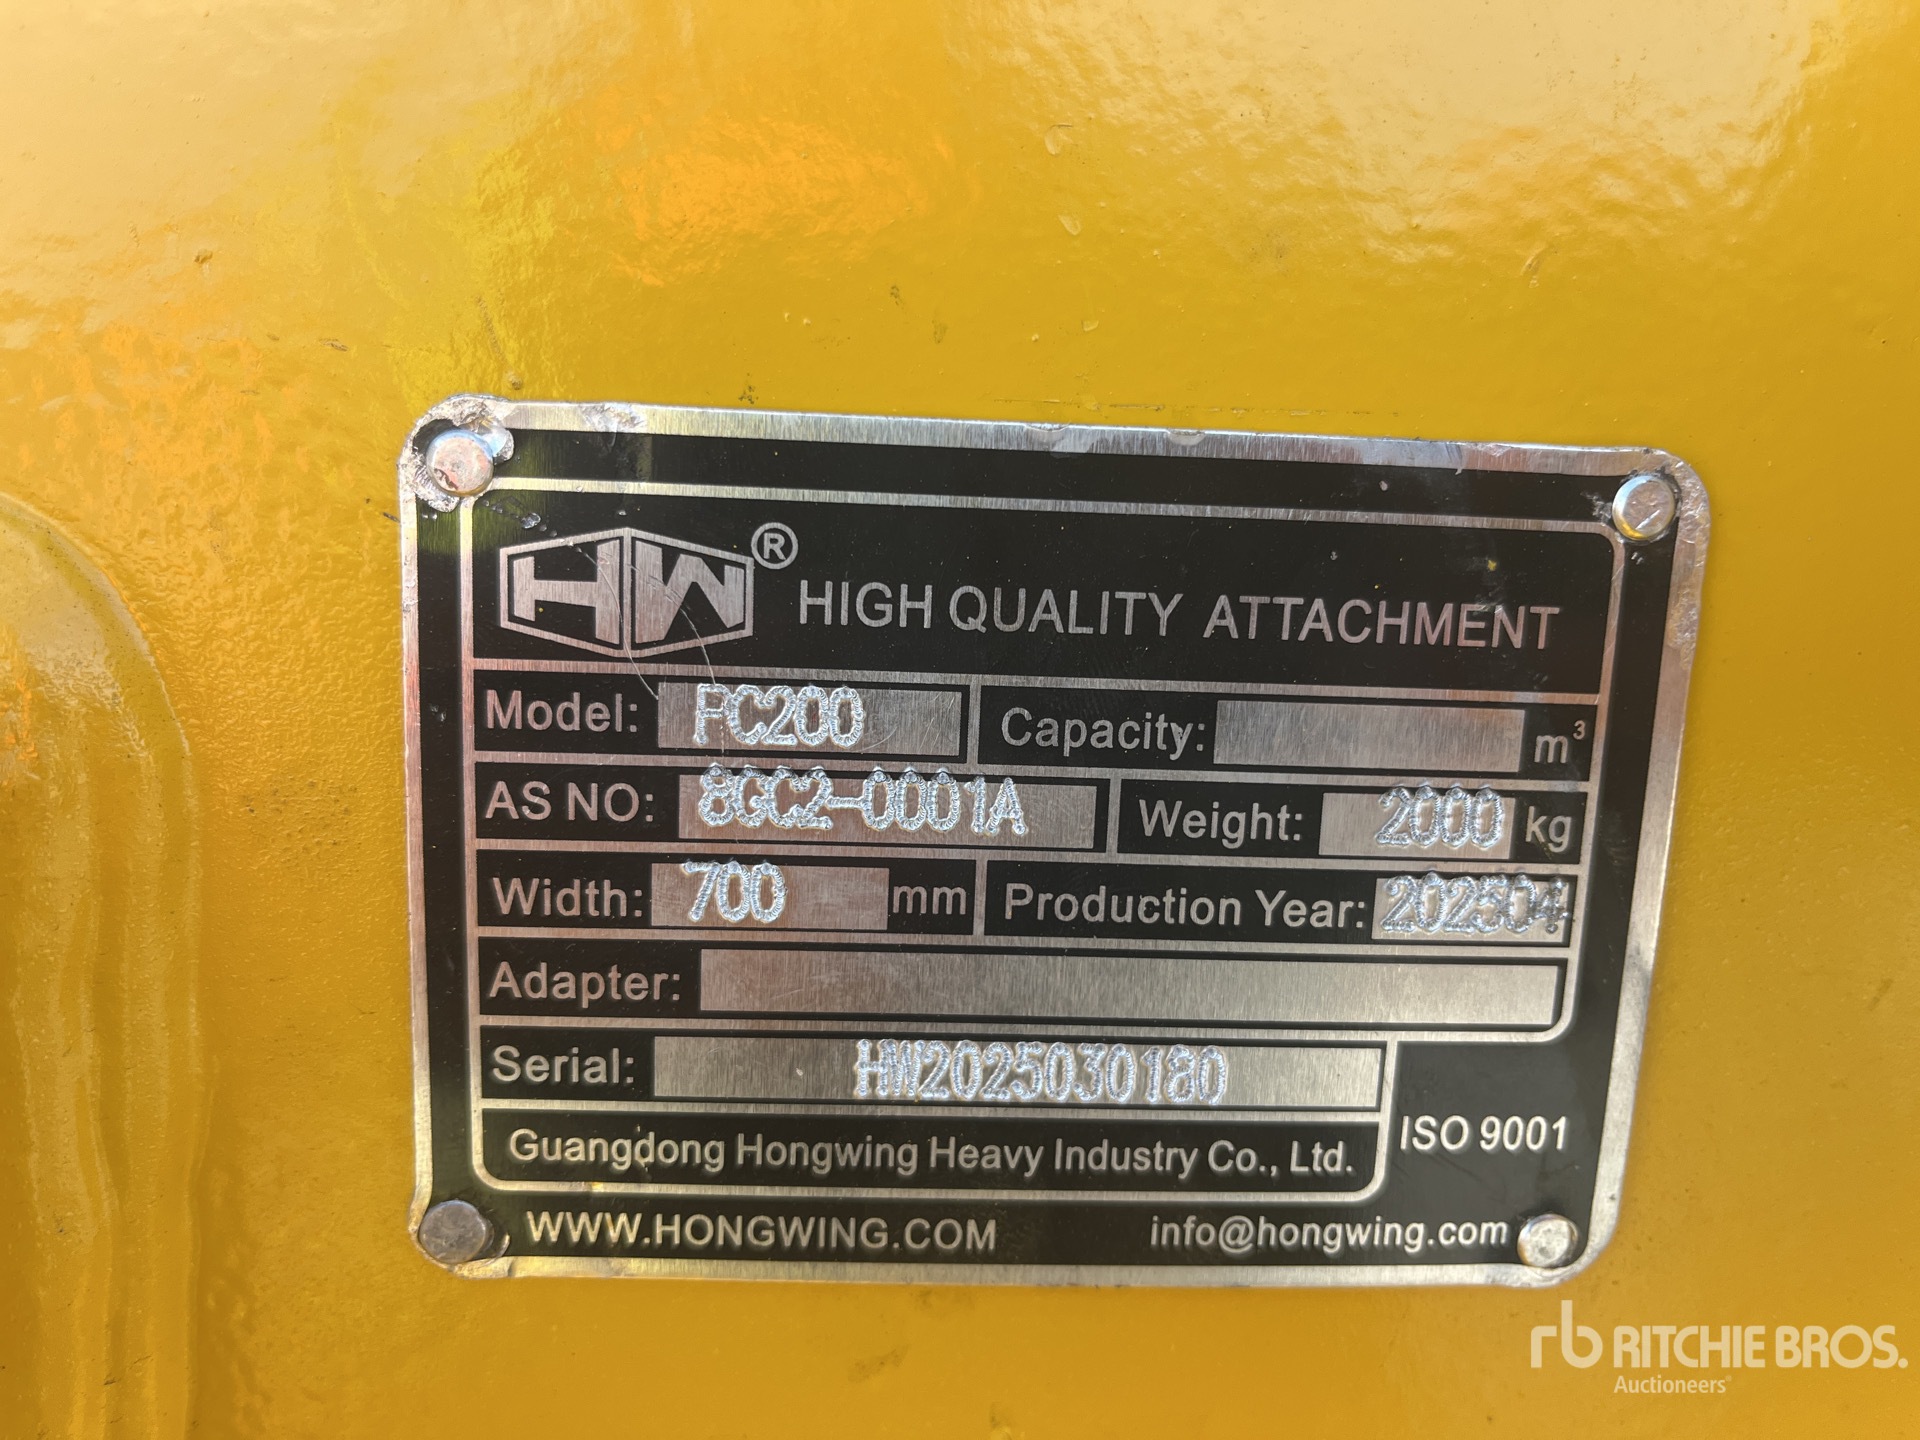 HW® HIGH QUALITY ATTACHMENT
Model: PC200 Capacity: m³
AS NO: 8GC2-0001A Weight: 2000 kg
Width: 700 mm Production Year: 202504
Adapter:
Serial: HW2025030180
Guangdong Hongwing Heavy Industry Co., Ltd. ISO 9001
WWW.HONGWING.COM info@hongwing.com
rb RITCHIE BROS.
Auctioneers